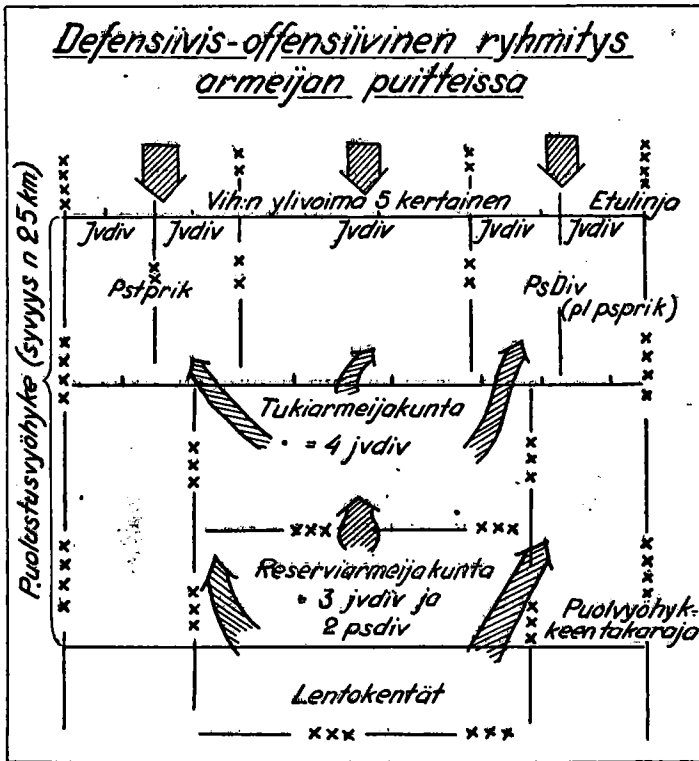 Defensiivis-offensiivinen ryhmitys
armeijan puitteissa
Vih:n ylivoima 5 kertainen
Etulinja
Jvdiv
Jvdiv
Jvdiv
Jvdiv
Jvdiv
Pstprik
PsDiv
(pl psprik)
Puolustusvyöhyke (syvyys n 25 km)
Tukiarmeijakunta
= 4 jvdiv
Reserviarmeijakunta
= 3 jvdiv ja
2 psdiv
Puolvyöhyk-
keen takaraja
Lentokentät